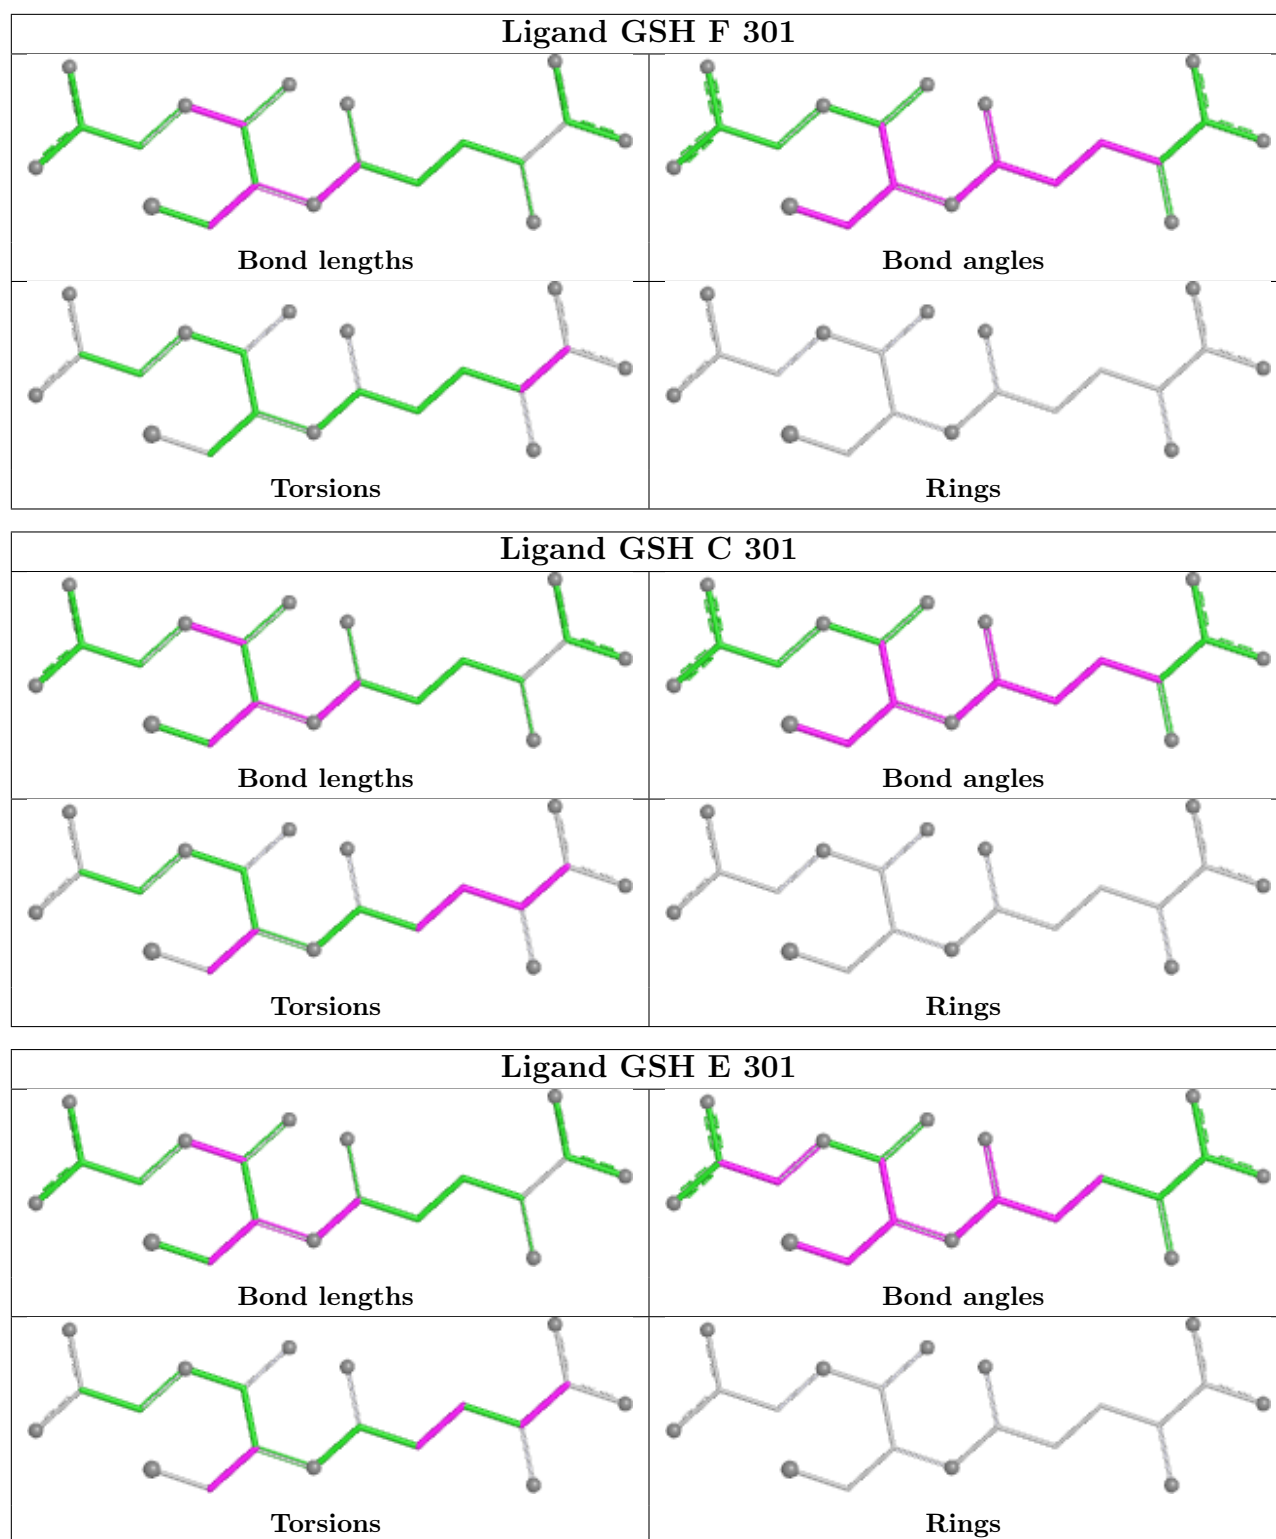 Ligand GSH F 301
Bond lengths
Bond angles
Torsions
Rings
Ligand GSH C 301
Bond lengths
Bond angles
Torsions
Rings
Ligand GSH E 301
Bond lengths
Bond angles
Torsions
Rings